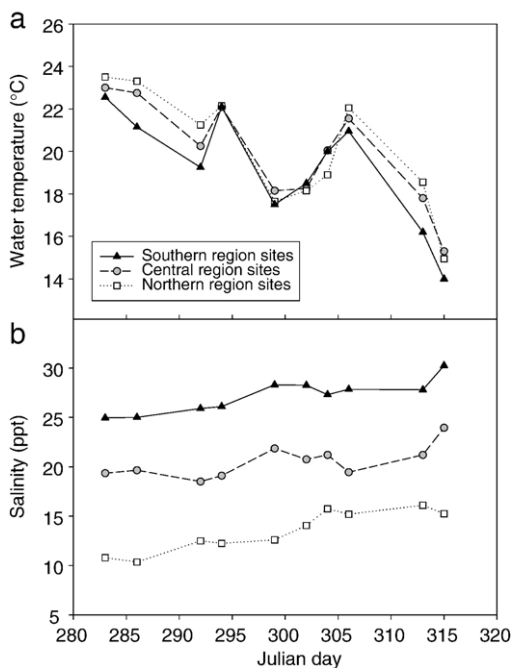 a
26
24
22
20
18
16
14
Water temperature (°C)
Southern region sites
Central region sites
Northern region sites
b
30
25
20
15
10
5
Salinity (ppt)
280 285 290 295 300 305 310 315 320
Julian day